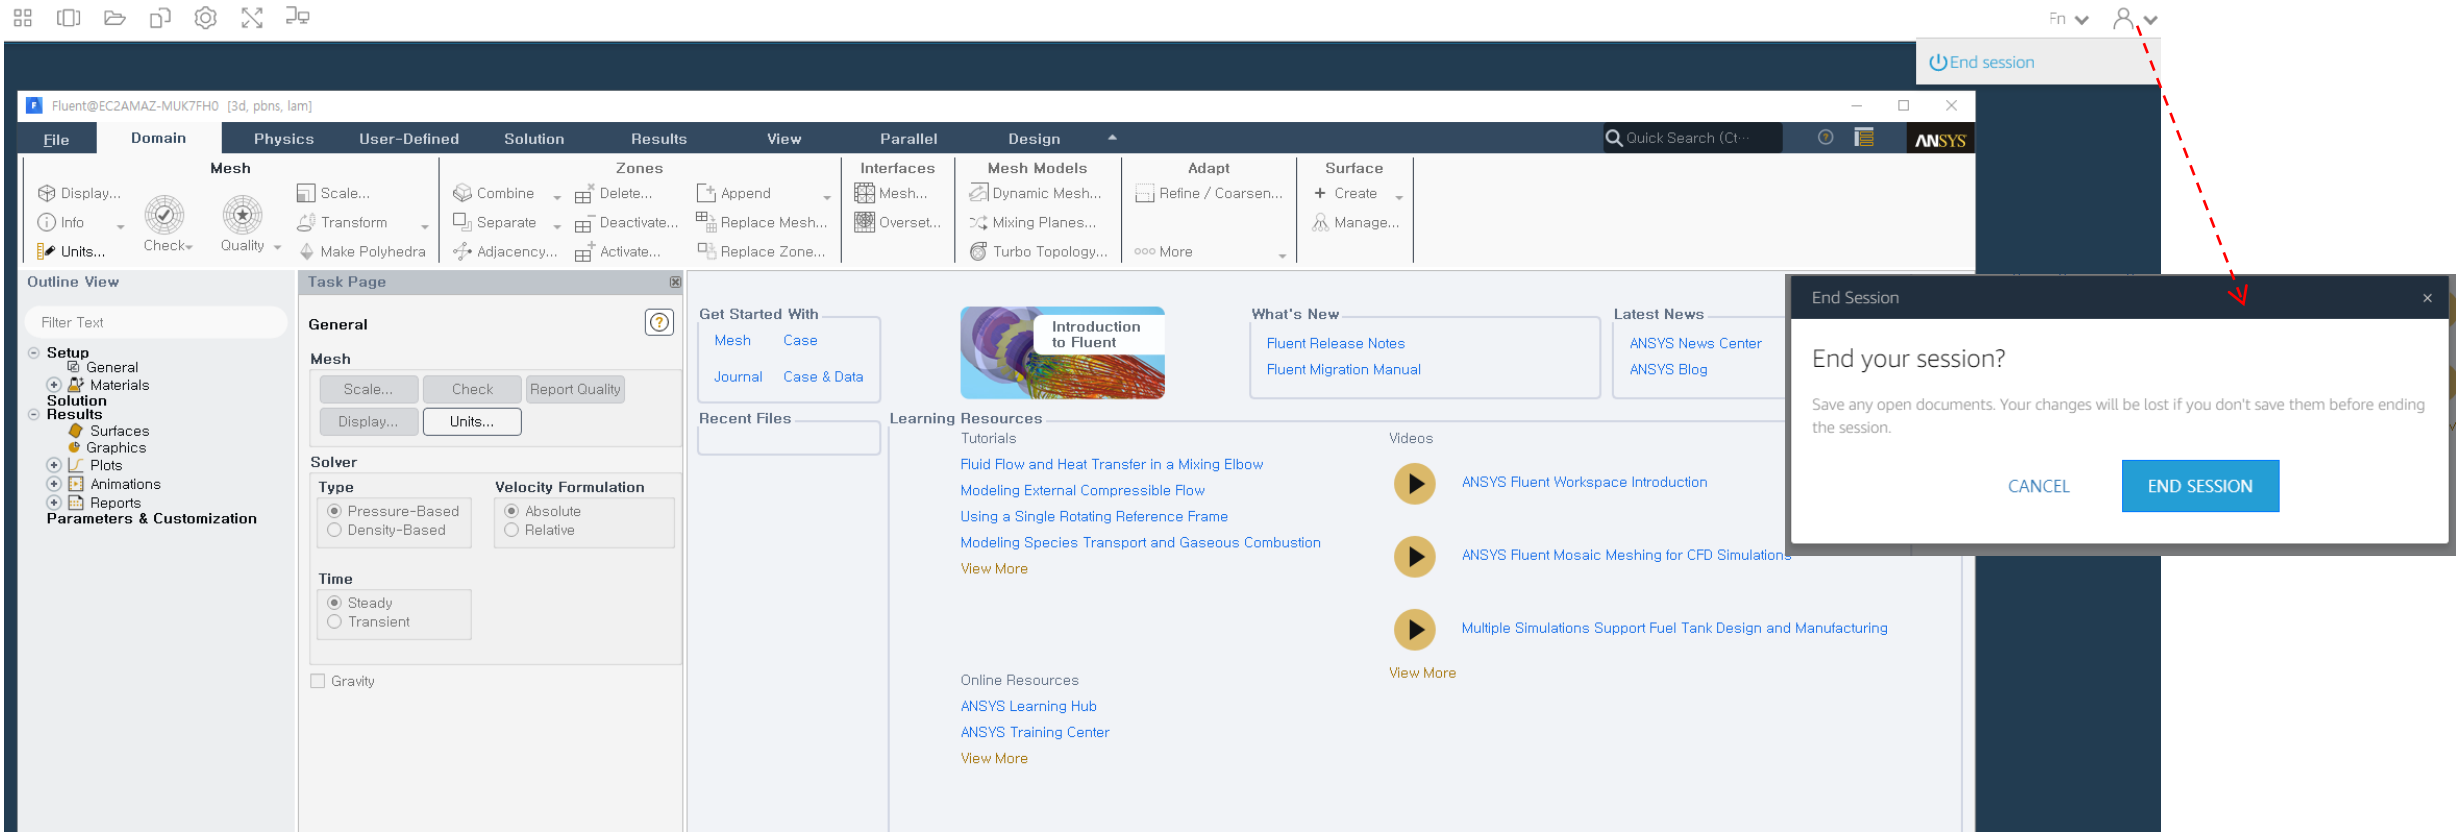 Fn
End session
Fluent@EC2AMAZ-MUK7FH0 [3d, pbns, lam]
File Domain Physics User-Defined Solution Results View Parallel Design
Quick Search (Ct···
ANSYS
Mesh
Display...
Info
Units...
Check
Quality
Scale...
Transform
Make Polyhedra
Zones
Combine
Separate
Adjacency...
Delete...
Deactivate...
Activate...
Append
Replace Mesh...
Replace Zone...
Interfaces
Mesh...
Overset...
Mesh Models
Dynamic Mesh...
Mixing Planes...
Turbo Topology...
Adapt
Refine / Coarsen...
More
Surface
Create
Manage...
Outline View
Filter Text
Setup
General
Materials
Solution
Results
Surfaces
Graphics
Plots
Animations
Reports
Parameters & Customization
Task Page
General
Mesh
Scale... Check Report Quality
Display... Units...
Solver
Type
Pressure-Based
Density-Based
Velocity Formulation
Absolute
Relative
Time
Steady
Transient
Gravity
Get Started With
Mesh Case
Journal Case & Data
Recent Files
Introduction
to Fluent
What's New
Fluent Release Notes
Fluent Migration Manual
Latest News
ANSYS News Center
ANSYS Blog
Learning Resources
Tutorials
Fluid Flow and Heat Transfer in a Mixing Elbow
Modeling External Compressible Flow
Using a Single Rotating Reference Frame
Modeling Species Transport and Gaseous Combustion
View More
Videos
ANSYS Fluent Workspace Introduction
ANSYS Fluent Mosaic Meshing for CFD Simulations
Multiple Simulations Support Fuel Tank Design and Manufacturing
View More
Online Resources
ANSYS Learning Hub
ANSYS Training Center
View More
End Session
End your session?
Save any open documents. Your changes will be lost if you don't save them before ending
the session.
CANCEL END SESSION